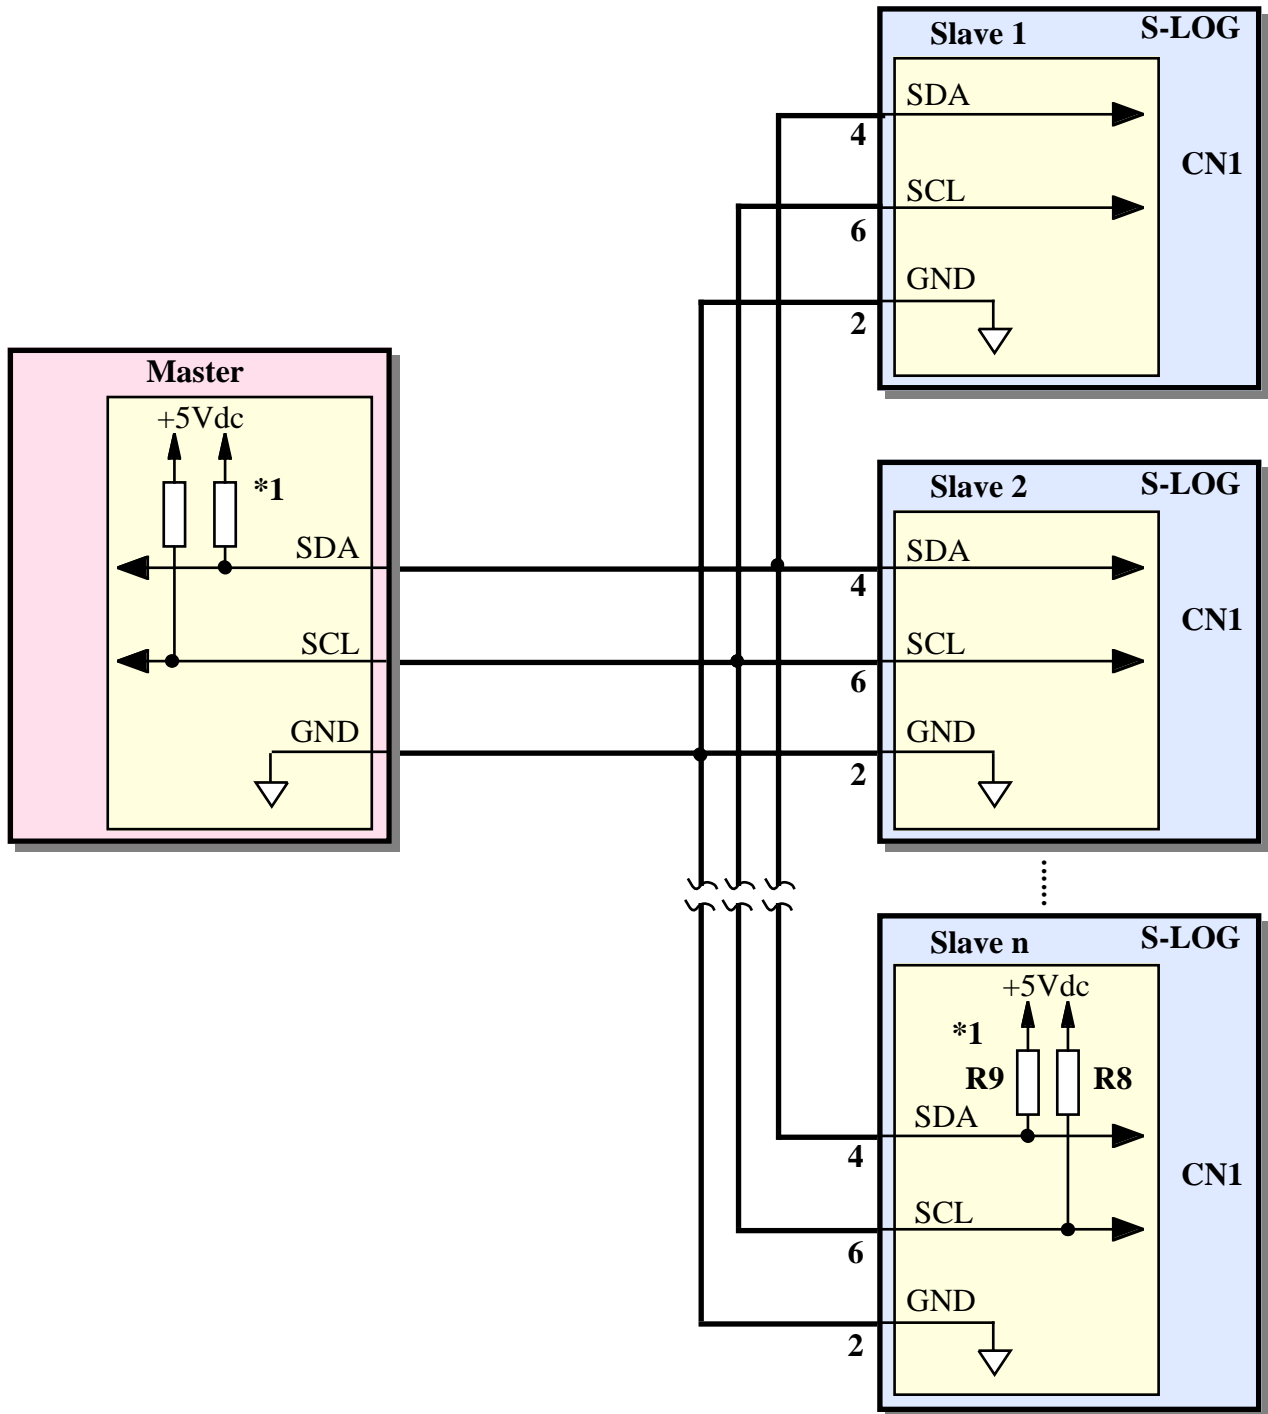 Slave 1 S-LOG
SDA
4
CN1
SCL
6
GND
2
Master
+5Vdc
*1
SDA
SCL
GND
Slave 2 S-LOG
SDA
4
CN1
SCL
6
GND
2
Slave n S-LOG
+5Vdc
*1
R9 R8
SDA
4
CN1
SCL
6
GND
2